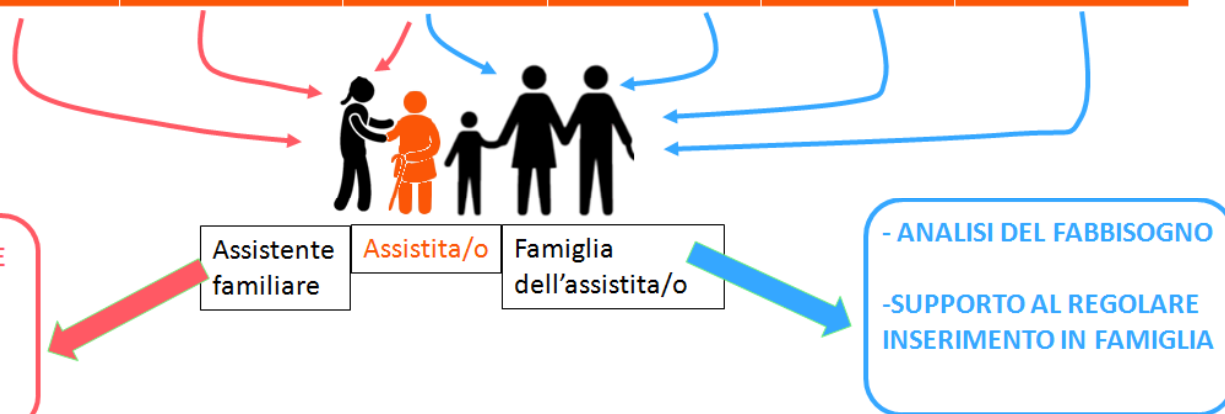 Assistente
familiare
Assistita/o
Famiglia
dell'assistita/o
E
- ANALISI DEL FABBISOGNO
-SUPPORTO AL REGOLARE
INSERIMENTO IN FAMIGLIA